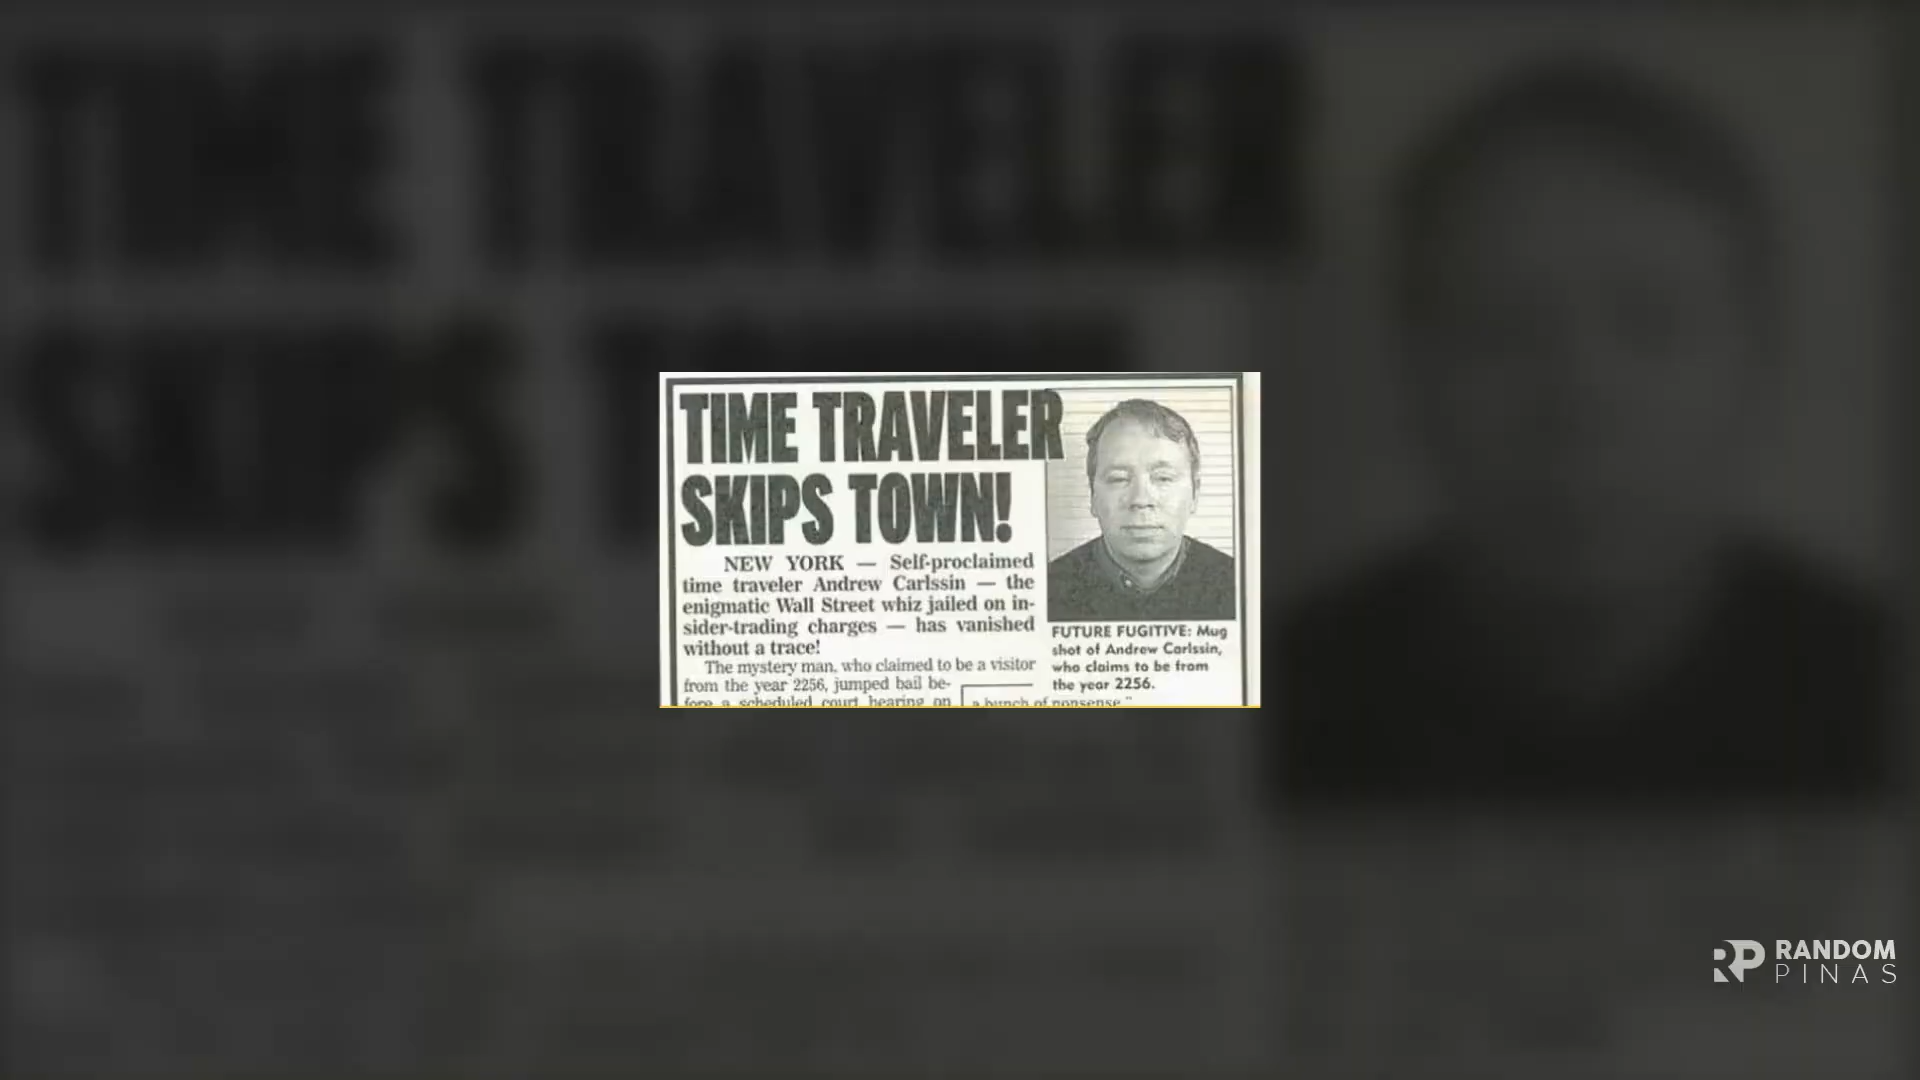 TIME TRAVELER
SKIPS TOWN!
NEW YORK — Self-proclaimed
time traveler Andrew Carlssin — the
enigmatic Wall Street whiz jailed on in-
sider-trading charges — has vanished
without a trace!
The mystery man, who claimed to be a visitor
from the year 2256, jumped bail be-
fore a scheduled court hearing on
a bunch of nonsense."
FUTURE FUGITIVE: Mug
shot of Andrew Carlssin,
who claims to be from
the year 2256.
RP RANDOM
PINAS